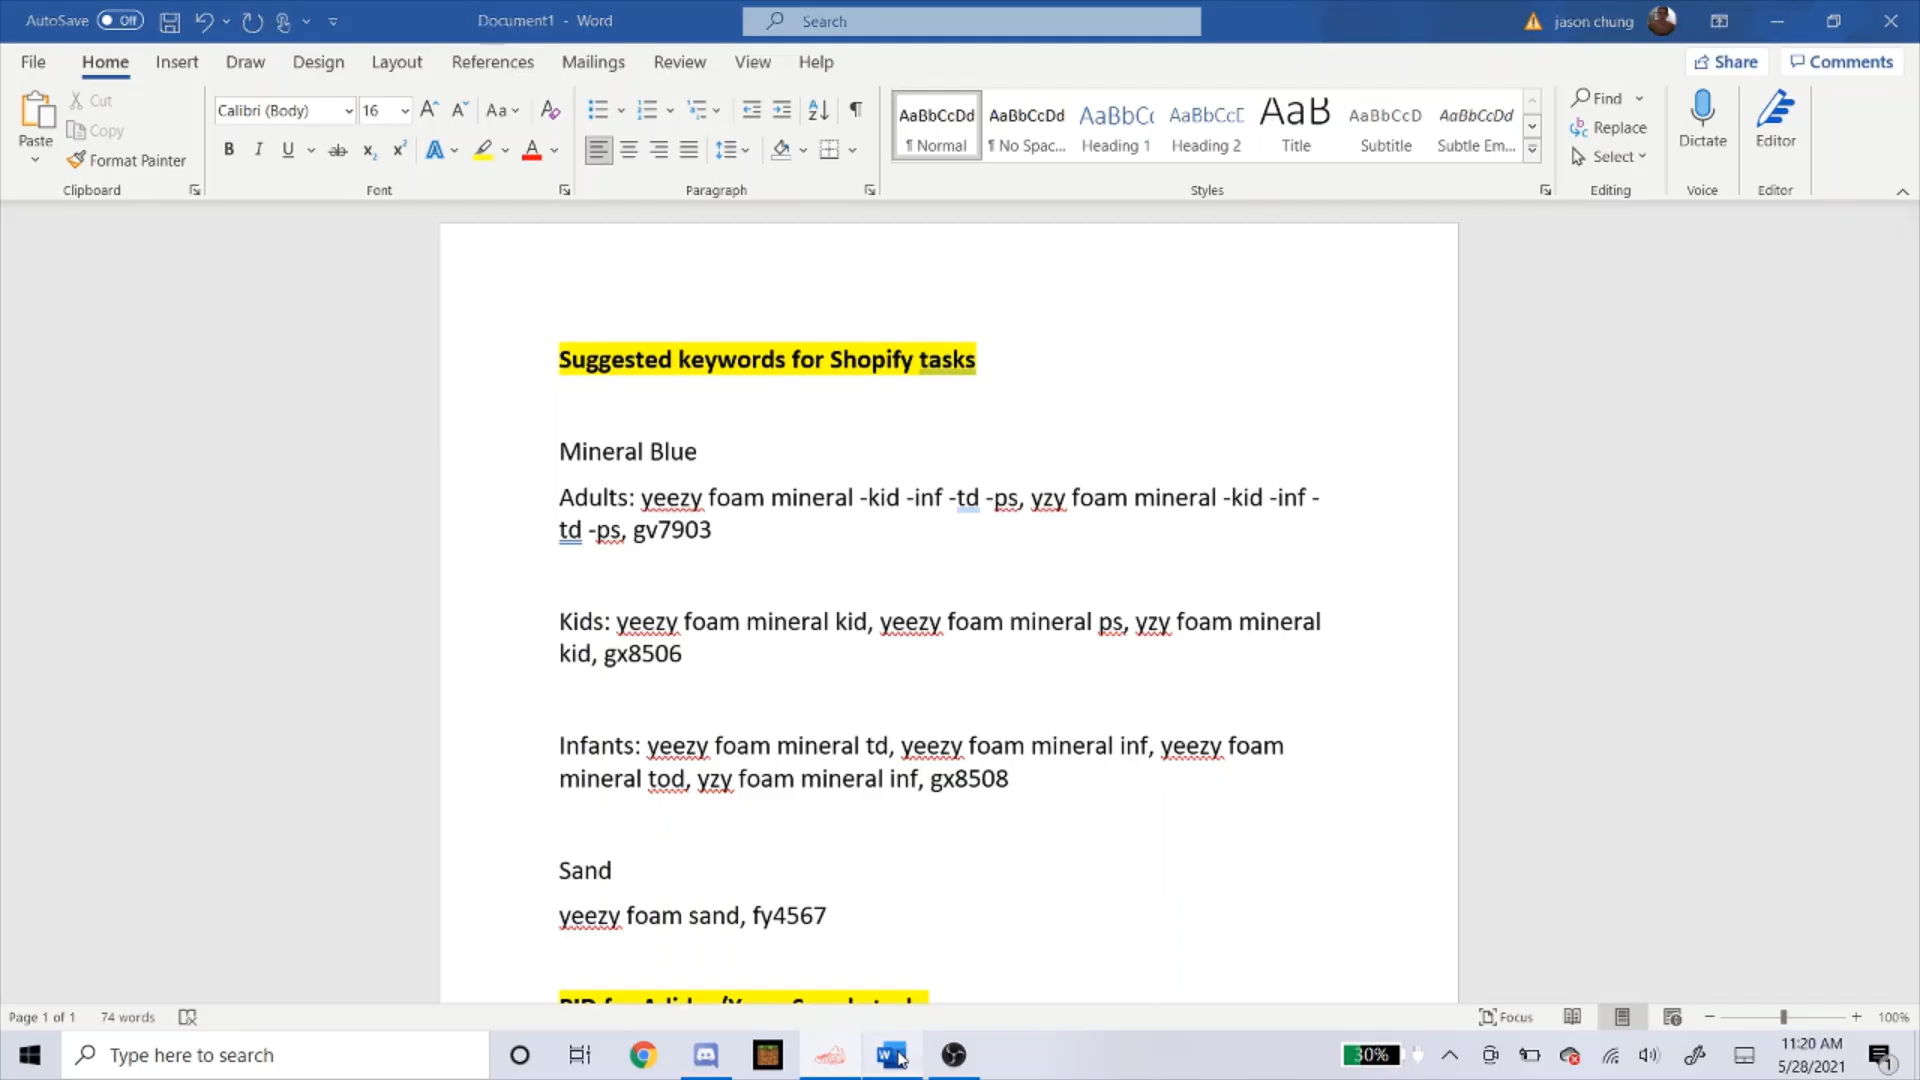 AutoSave Off Document1 - Word Search jason chung
File Home Insert Draw Design Layout References Mailings Review View Help Share Comments
Paste Cut Copy Format Painter Clipboard
Calibri (Body) 16 Aa Font
Paragraph
AaBbCcDd AaBbCcDd AaBbCc AaBbCcE AaB AaBbCcD AaBbCcDd
¶ Normal ¶ No Spac... Heading 1 Heading 2 Title Subtitle Subtle Em...
Styles
Find Replace Select Editing
Dictate Voice
Editor Editor
Suggested keywords for Shopify tasks
Mineral Blue
Adults: yeezy foam mineral -kid -inf -td -ps, yzy foam mineral -kid -inf -
td -ps, gv7903
Kids: yeezy foam mineral kid, yeezy foam mineral ps, yzy foam mineral
kid, gx8506
Infants: yeezy foam mineral td, yeezy foam mineral inf, yeezy foam
mineral tod, yzy foam mineral inf, gx8508
Sand
yeezy foam sand, fy4567
Page 1 of 1 74 words Focus 100%
Type here to search 30% 11:20 AM
5/28/2021 1